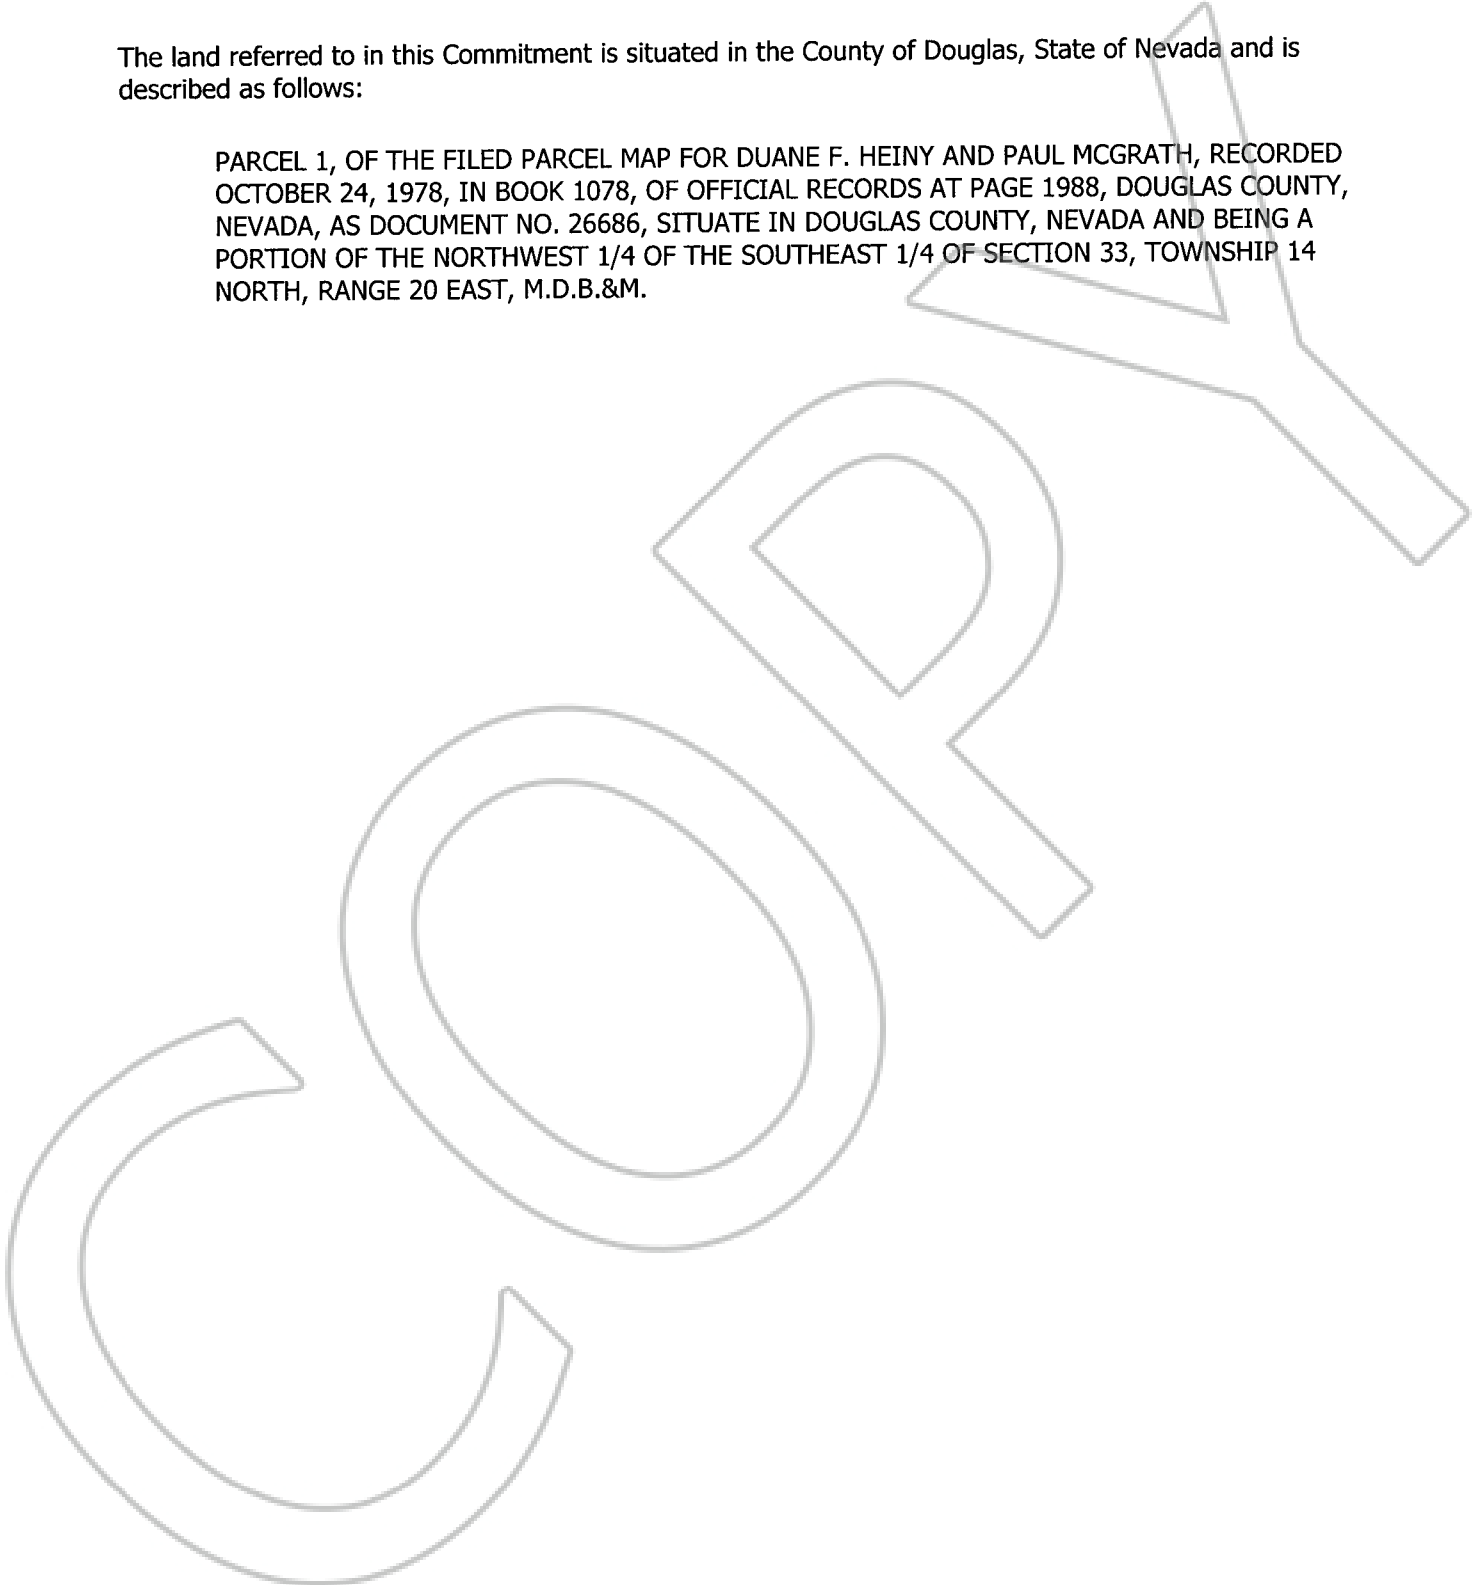 The land referred to in this Commitment is situated in the County of Douglas, State of Nevada and is
described as follows:
PARCEL 1, OF THE FILED PARCEL MAP FOR DUANE F. HEINY AND PAUL MCGRATH, RECORDED
OCTOBER 24, 1978, IN BOOK 1078, OF OFFICIAL RECORDS AT PAGE 1988, DOUGLAS COUNTY,
NEVADA, AS DOCUMENT NO. 26686, SITUATE IN DOUGLAS COUNTY, NEVADA AND BEING A
PORTION OF THE NORTHWEST 1/4 OF THE SOUTHEAST 1/4 OF SECTION 33, TOWNSHIP 14
NORTH, RANGE 20 EAST, M.D.B.&M.
COPY